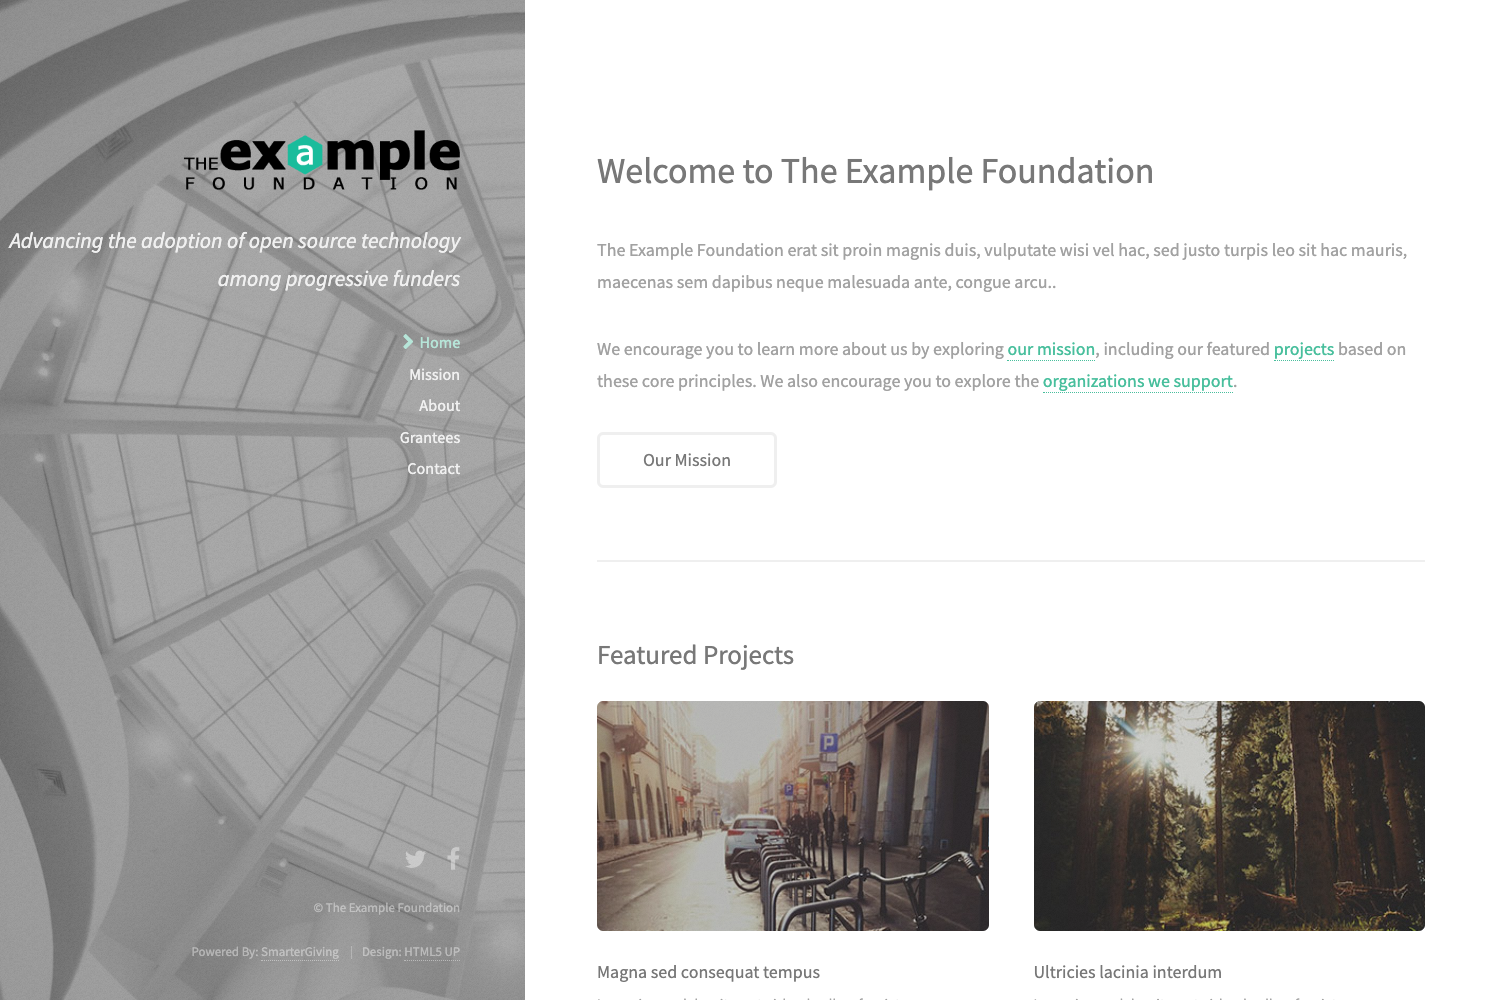 THE example
FOUNDATION
Advancing the adoption of open source technology
among progressive funders
Home
Mission
About
Grantees
Contact
© The Example Foundation
Powered By: SmarterGiving | Design: HTML5 UP
Welcome to The Example Foundation
The Example Foundation erat sit proin magnis duis, vulputate wisi vel hac, sed justo turpis leo sit hac mauris,
maecenas sem dapibus neque malesuada ante, congue arcu..
We encourage you to learn more about us by exploring our mission, including our featured projects based on
these core principles. We also encourage you to explore the organizations we support.
Our Mission
Featured Projects
P
P
Magna sed consequat tempus
Ultricies lacinia interdum